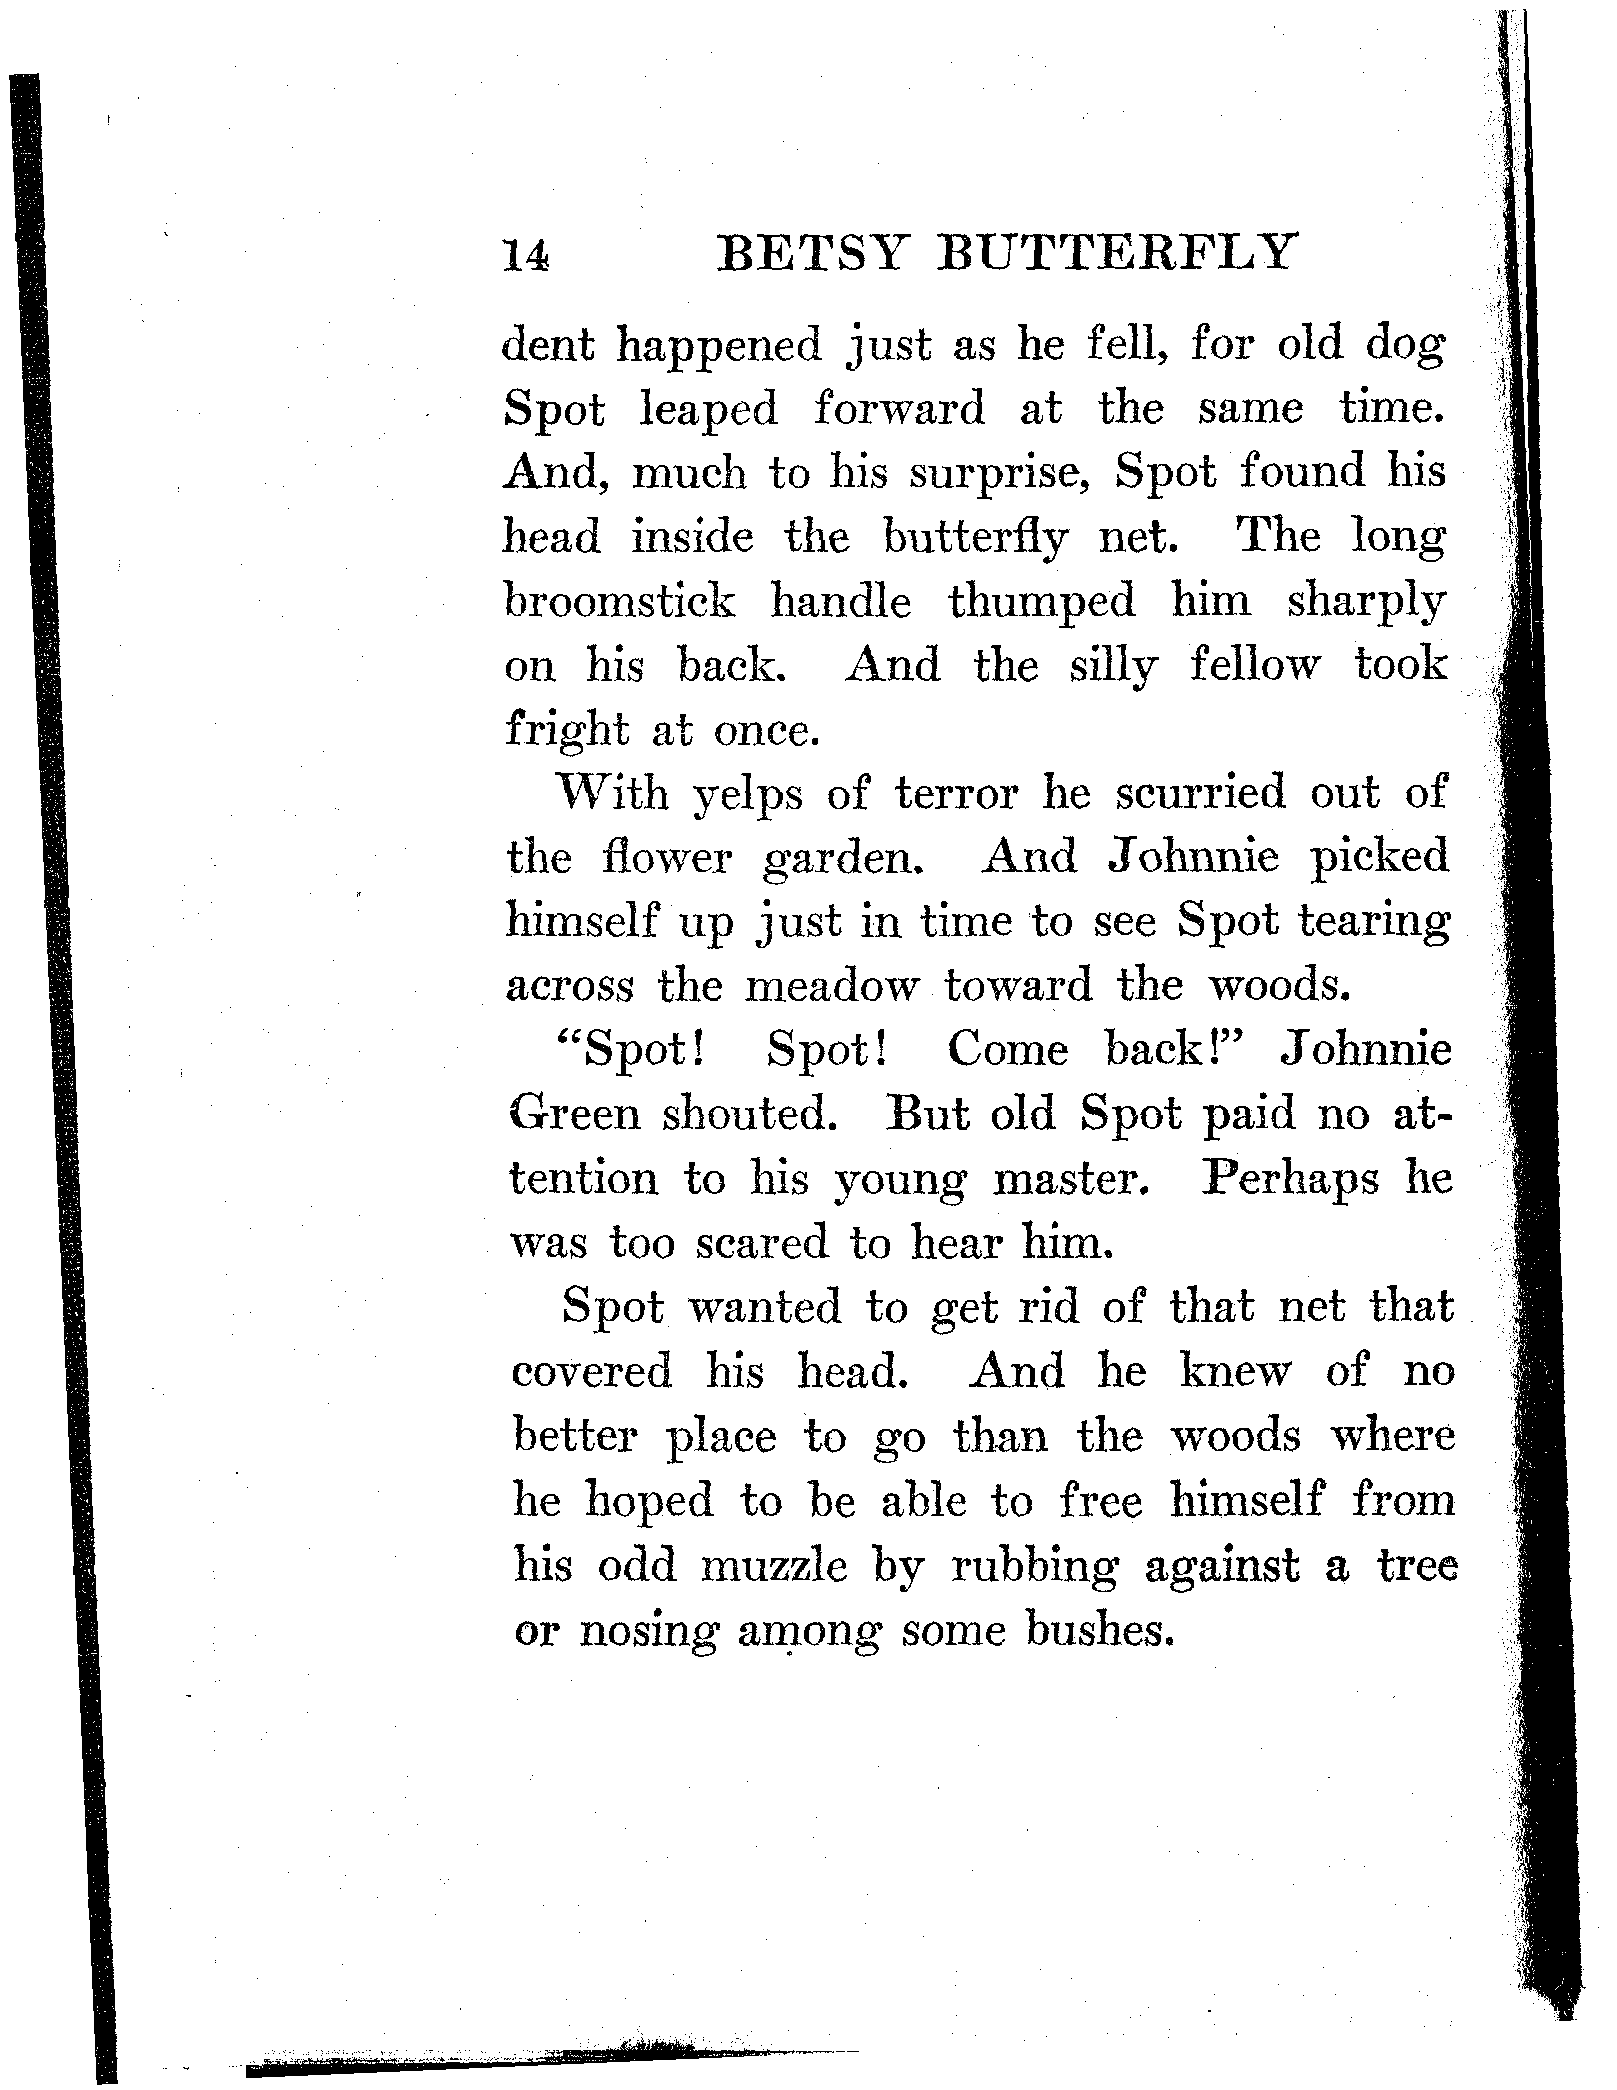 14 BETSY BUTTERFLY
dent happened just as he fell, for old dog
Spot leaped forward at the same time.
And, much to his surprise, Spot found his
head inside the butterfly net. The long
broomstick handle thumped him sharply
on his back. And the silly fellow took
fright at once.
With yelps of terror he scurried out of
the flower garden. And Johnnie picked
himself up just in time to see Spot tearing
across the meadow toward the woods.
“Spot! Spot! Come back!” Johnnie
Green shouted. But old Spot paid no at-
tention to his young master. Perhaps he
was too scared to hear him.
Spot wanted to get rid of that net that
covered his head. And he knew of no
better place to go than the woods where
he hoped to be able to free himself from
his odd muzzle by rubbing against a tree
or nosing among some bushes.